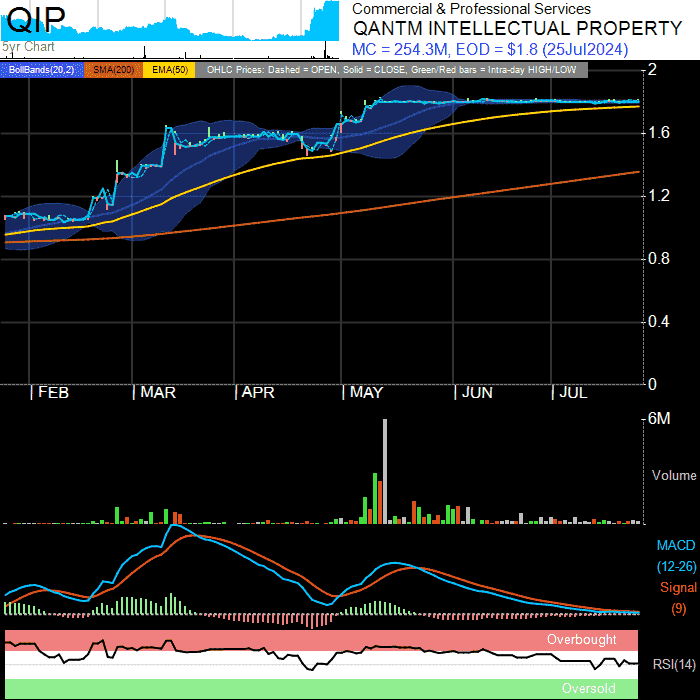 QIP
5yr Chart
Commercial & Professional Services
QANTM INTELLECTUAL PROPERTY
MC = 254.3M, EOD = $1.8 (25Jul2024)
BollBands(20,2) SMA(200) EMA(50) OHLC Prices: Dashed = OPEN, Solid = CLOSE, Green/Red bars = Intra-day HIGH/LOW
2
1.6
1.2
0.8
0.4
0
FEB MAR APR MAY JUN JUL
6M
Volume
MACD
(12-26)
Signal
(9)
Overbought
RSI(14)
Oversold